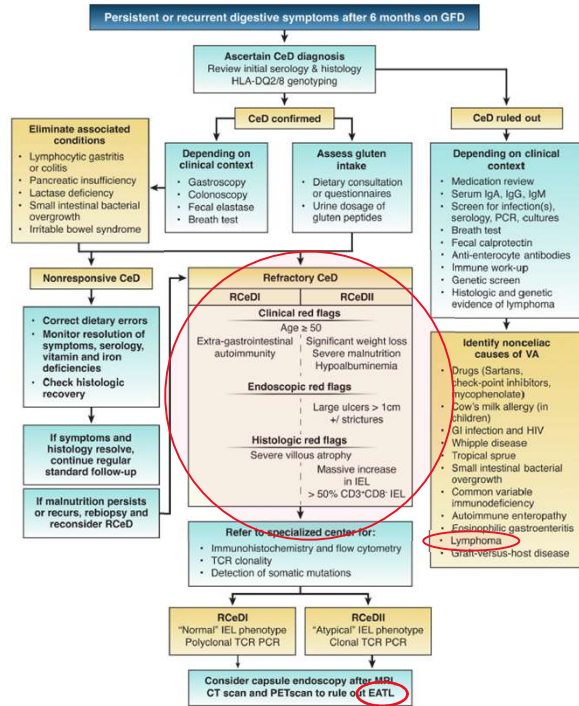 Persistent or recurrent digestive symptoms after 6 months on GFD
Ascertain CeD diagnosis
Review initial serology & histology
HLA-DQ2/8 genotyping
CeD confirmed
CeD ruled out
Eliminate associated
conditions
• Lymphocytic gastritis
or colitis
• Pancreatic insufficiency
• Lactase deficiency
• Small intestinal bacterial
overgrowth
• Irritable bowel syndrome
Depending on
clinical context
• Gastroscopy
• Colonoscopy
• Fecal elastase
• Breath test
Assess gluten
intake
• Dietary consultation
or questionnaires
• Urine dosage of
gluten peptides
Depending on clinical
context
• Medication review
• Serum IgA, IgG, IgM
• Screen for infection(s),
serology, PCR, cultures
• Breath test
• Fecal calprotectin
• Anti-enterocyte antibodies
• Immune work-up
• Genetic screen
• Histologic and genetic
evidence of lymphoma
Nonresponsive CeD
• Correct dietary errors
• Monitor resolution of
symptoms, serology,
vitamin and iron
deficiencies
• Check histologic
recovery
If symptoms and
histology resolve,
continue regular
standard follow-up
If malnutrition persists
or recurs, rebiopsy and
reconsider RCeD
Refractory CeD
RCeDI
RCeDII
Clinical red flags
Age ≥ 50
Extra-gastrointestinal
autoimmunity
Significant weight loss
Severe malnutrition
Hypoalbuminemia
Endoscopic red flags
Large ulcers > 1cm
+/ strictures
Histologic red flags
Severe villous atrophy
Massive increase
in IEL
> 50% CD3⁺CD8⁻ IEL
Identify nonceliac
causes of VA
• Drugs (Sartans,
check-point inhibitors,
mycophenolate)
• Cow's milk allergy (in
children)
• GI infection and HIV
• Whipple disease
• Tropical sprue
• Small intestinal bacterial
overgrowth
• Common variable
immunodeficiency
• Autoimmune enteropathy
• Eosinophilic gastroenteritis
• Lymphoma
• Graft-versus-host disease
Refer to specialized center for:
• Immunohistochemistry and flow cytometry
• TCR clonality
• Detection of somatic mutations
RCeDI
"Normal" IEL phenotype
Polyclonal TCR PCR
RCeDII
"Atypical" IEL phenotype
Clonal TCR PCR
Consider capsule endoscopy after MRI,
CT scan and PETscan to rule out EATL